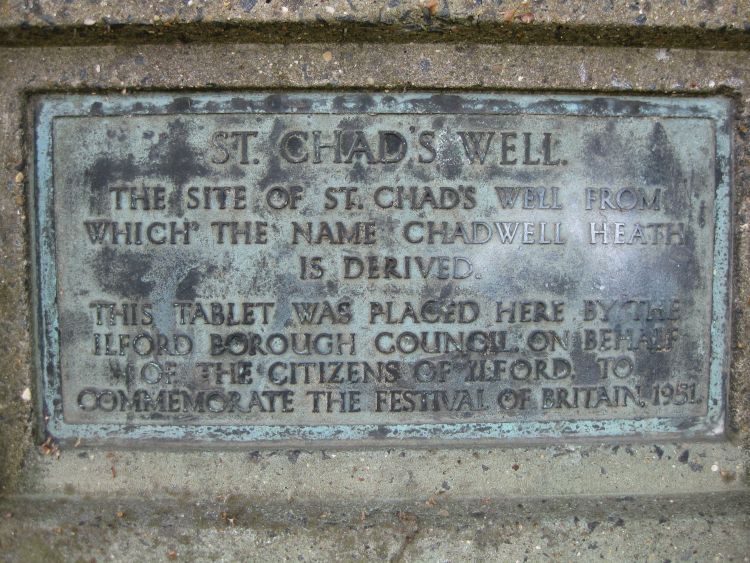 ST. CHAD'S WELL.
THE SITE OF ST. CHAD'S WELL FROM
WHICH THE NAME CHADWELL HEATH
IS DERIVED.
THIS TABLET WAS PLACED HERE BY THE
ILFORD BOROUGH COUNCIL, ON BEHALF
OF THE CITIZENS OF ILFORD, TO
COMMEMORATE THE FESTIVAL OF BRITAIN, 1951.